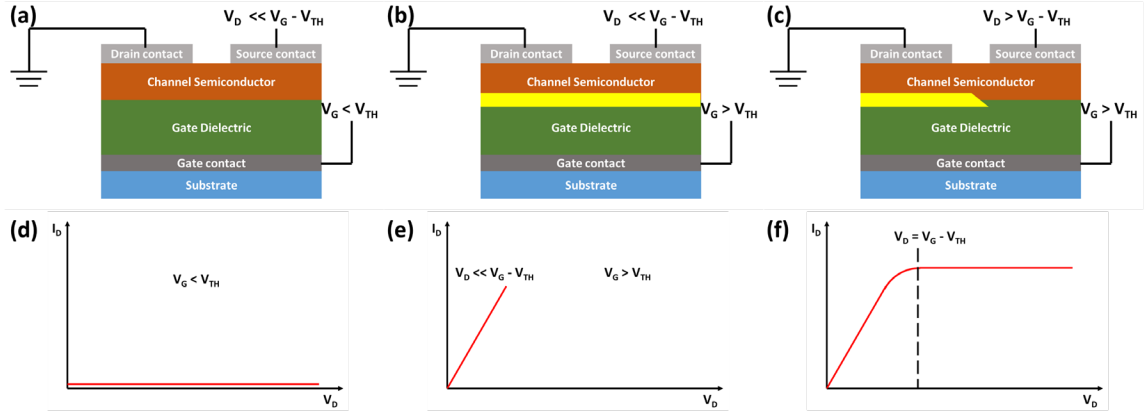 (a)
V_D << V_G - V_TH
Drain contact
Source contact
Channel Semiconductor
V_G < V_TH
Gate Dielectric
Gate contact
Substrate
(b)
V_D << V_G - V_TH
Drain contact
Source contact
Channel Semiconductor
V_G > V_TH
Gate Dielectric
Gate contact
Substrate
(c)
V_D > V_G - V_TH
Drain contact
Source contact
Channel Semiconductor
V_G > V_TH
Gate Dielectric
Gate contact
Substrate
(d)
I_D
V_G < V_TH
V_D
(e)
I_D
V_D << V_G - V_TH
V_G > V_TH
V_D
(f)
I_D
V_D = V_G - V_TH
V_D